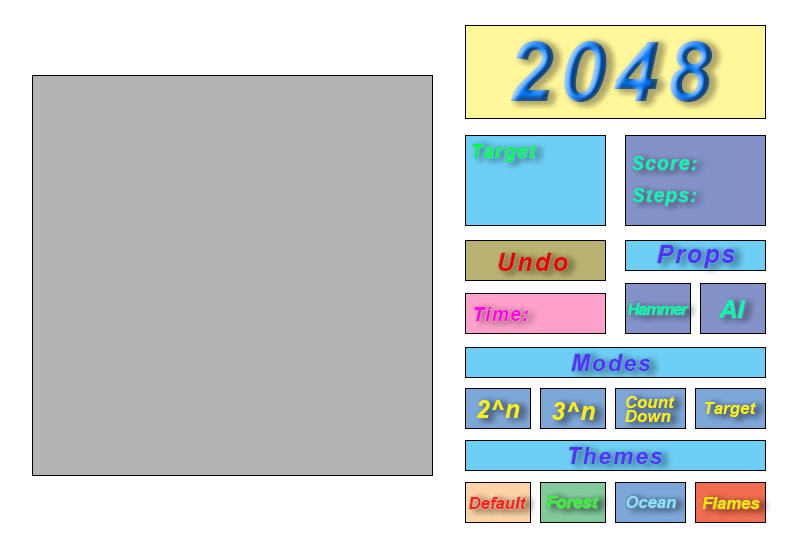 2048
Target
Score:
Steps:
Undo
Props
Time:
Hammer
AI
Modes
2^n
3^n
Count
Down
Target
Themes
Default
Forest
Ocean
Flames